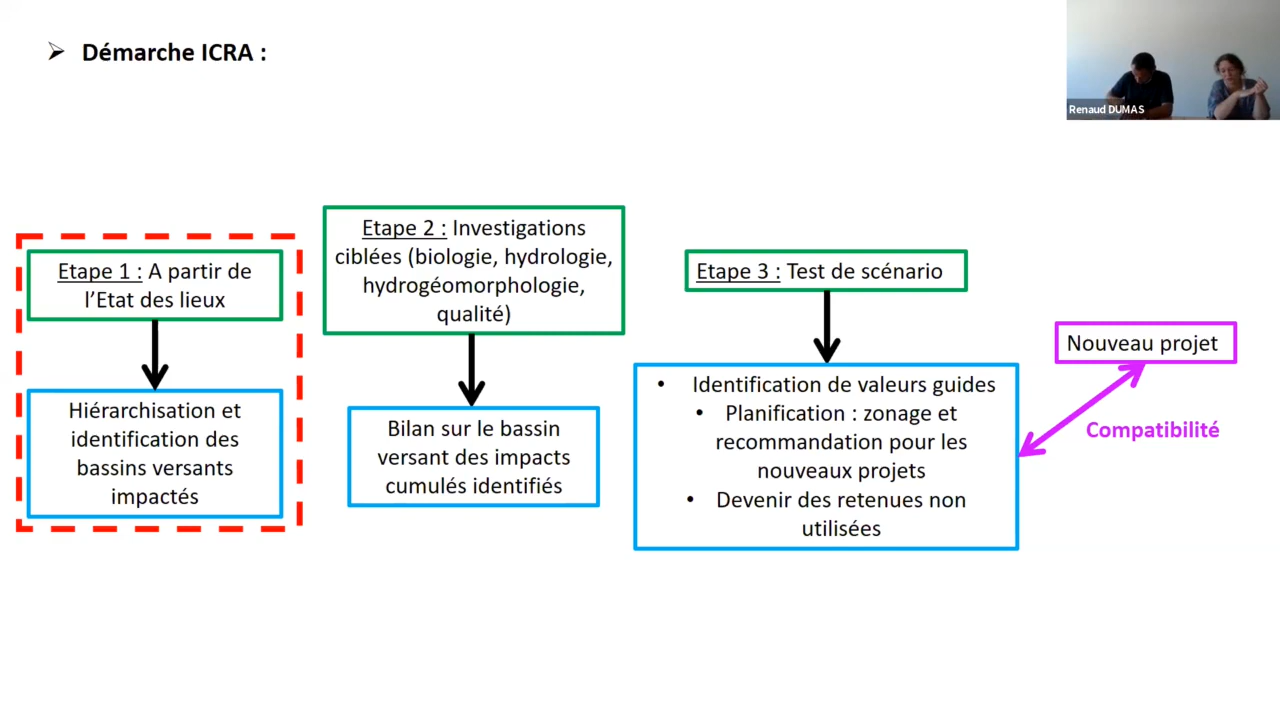 Démarche ICRA :
Renaud DUMAS
Etape 1 : A partir de
l’Etat des lieux
Hiérarchisation et
identification des
bassins versants
impactés
Etape 2 : Investigations
ciblées (biologie, hydrologie,
hydrogéomorphologie,
qualité)
Bilan sur le bassin
versant des impacts
cumulés identifiés
Etape 3 : Test de scénario
• Identification de valeurs guides
• Planification : zonage et
recommandation pour les
nouveaux projets
• Devenir des retenues non
utilisées
Nouveau projet
Compatibilité